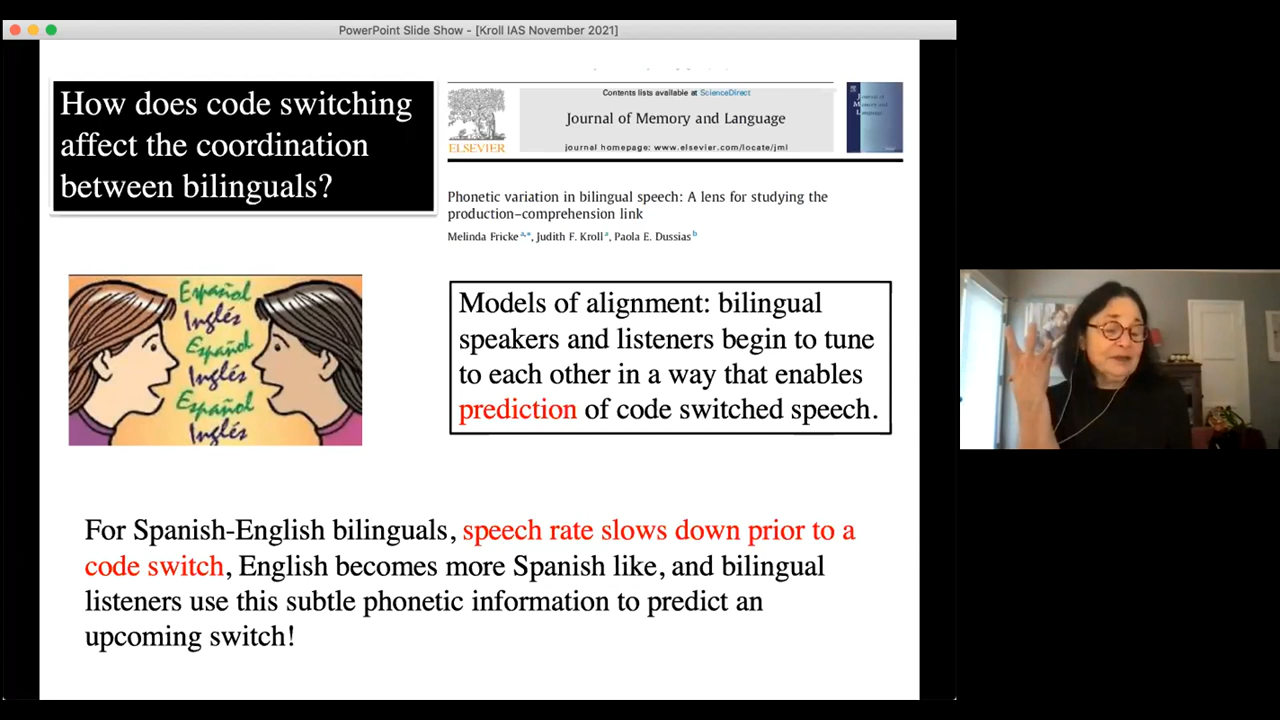 PowerPoint Slide Show - [Kroll IAS November 2021]
How does code switching
affect the coordination
between bilinguals?
Contents lists available at ScienceDirect
Journal of Memory and Language
journal homepage: www.elsevier.com/locate/jml
ELSEVIER
Journal of
Memory and
Language
Phonetic variation in bilingual speech: A lens for studying the
production–comprehension link
Melinda Fricke a,*, Judith F. Kroll a, Paola E. Dussias b
Español
Inglés
Español
Inglés
Español
Inglés
Models of alignment: bilingual
speakers and listeners begin to tune
to each other in a way that enables
prediction of code switched speech.
For Spanish-English bilinguals, speech rate slows down prior to a
code switch, English becomes more Spanish like, and bilingual
listeners use this subtle phonetic information to predict an
upcoming switch!